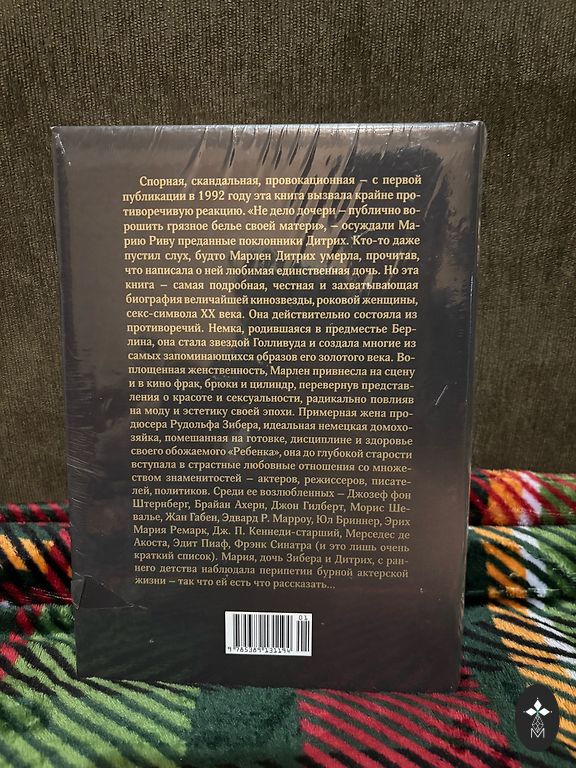 Спорная, скандальная, провокационная – с первой
публикации в 1992 году эта книга вызвала крайне про-
тиворечивую реакцию. «Не дело дочери – публично во-
рошить грязное белье своей матери», – осуждали Ма-
рию Риву преданные поклонники Дитрих. Кто-то даже
пустил слух, будто Марлен Дитрих умерла, прочитав,
что написала о ней любимая единственная дочь. Но эта
книга – самая подробная, честная и захватывающая
биография величайшей кинозвезды, роковой женщины,
секс-символа XX века. Она действительно состояла из
противоречий. Немка, родившаяся в предместье Бер-
лина, она стала звездой Голливуда и создала многие из
самых запоминающихся образов его золотого века. Во-
площенная женственность, Марлен привнесла на сцену
и в кино фрак, брюки и цилиндр, перевернув представ-
ления о красоте и сексуальности, радикально повлияв
на моду и эстетику своей эпохи. Примерная жена про-
дюсера Рудольфа Зибера, идеальная немецкая домохо-
зяйка, помешанная на готовке, дисциплине и здоровье
своего обожаемого «Ребенка», она до глубокой старости
вступала в страстные любовные отношения со множе-
ством знаменитостей – актеров, режиссеров, писате-
лей, политиков. Среди ее возлюбленных – Джозеф фон
Штернберг, Брайан Ахерн, Джон Гилберт, Морис Ше-
валье, Жан Габен, Эдвард Р. Марроу, Юл Бриннер, Эрих
Мария Ремарк, Дж. П. Кеннеди-старший, Мерседес де
Акоста, Эдит Пиаф, Фрэнк Синатра (и это лишь очень
краткий список). Мария, дочь Зибера и Дитрих, с ран-
него детства наблюдала перипетии бурной актерской
жизни – так что ей есть что рассказать...
01
9 785389 131194
M